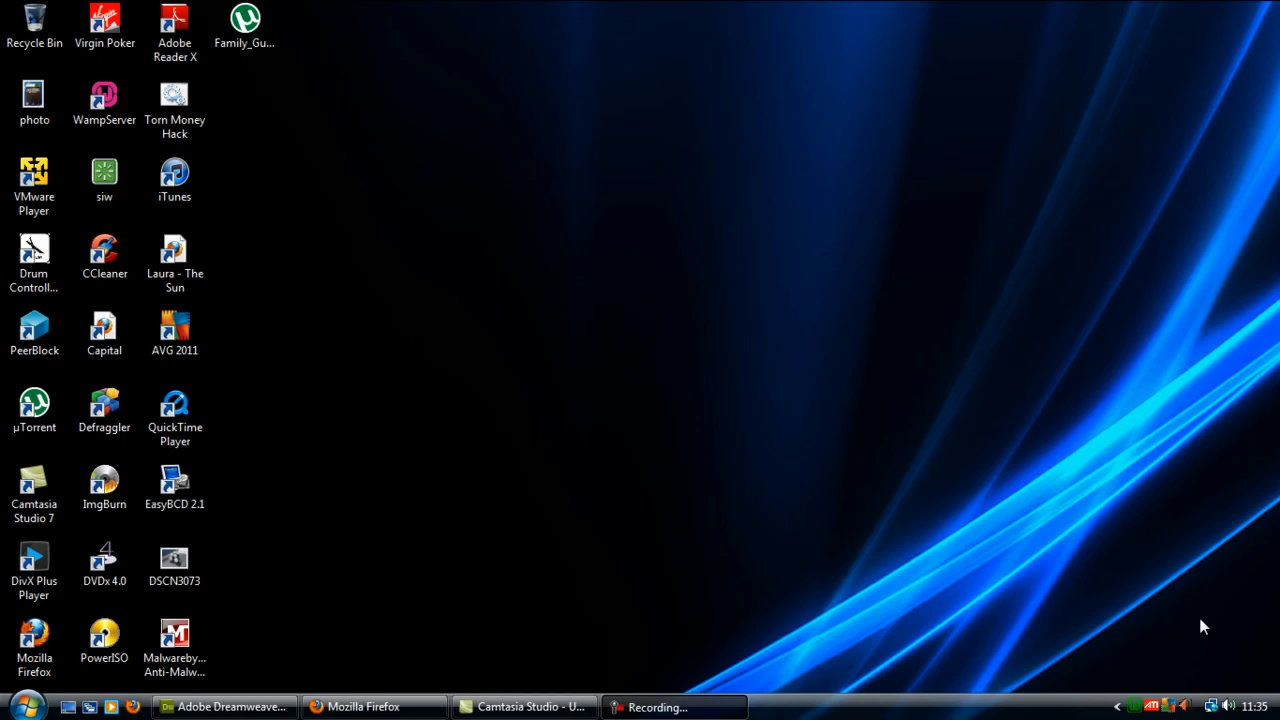 Recycle Bin
Virgin Poker
Adobe
Reader X
Family_Gu...
photo
WampServer
Torn Money
Hack
VMware
Player
siw
iTunes
Drum
Controll...
CCleaner
Laura - The
Sun
PeerBlock
Capital
AVG 2011
µTorrent
Defraggler
QuickTime
Player
Camtasia
Studio 7
ImgBurn
EasyBCD 2.1
DivX Plus
Player
4
DVDx 4.0
DSCN3073
Mozilla
Firefox
PowerISO
Malwareby...
Anti-Malw...
Dw
Adobe Dreamweave...
Mozilla Firefox
Camtasia Studio - U...
Recording...
ATI
11:35